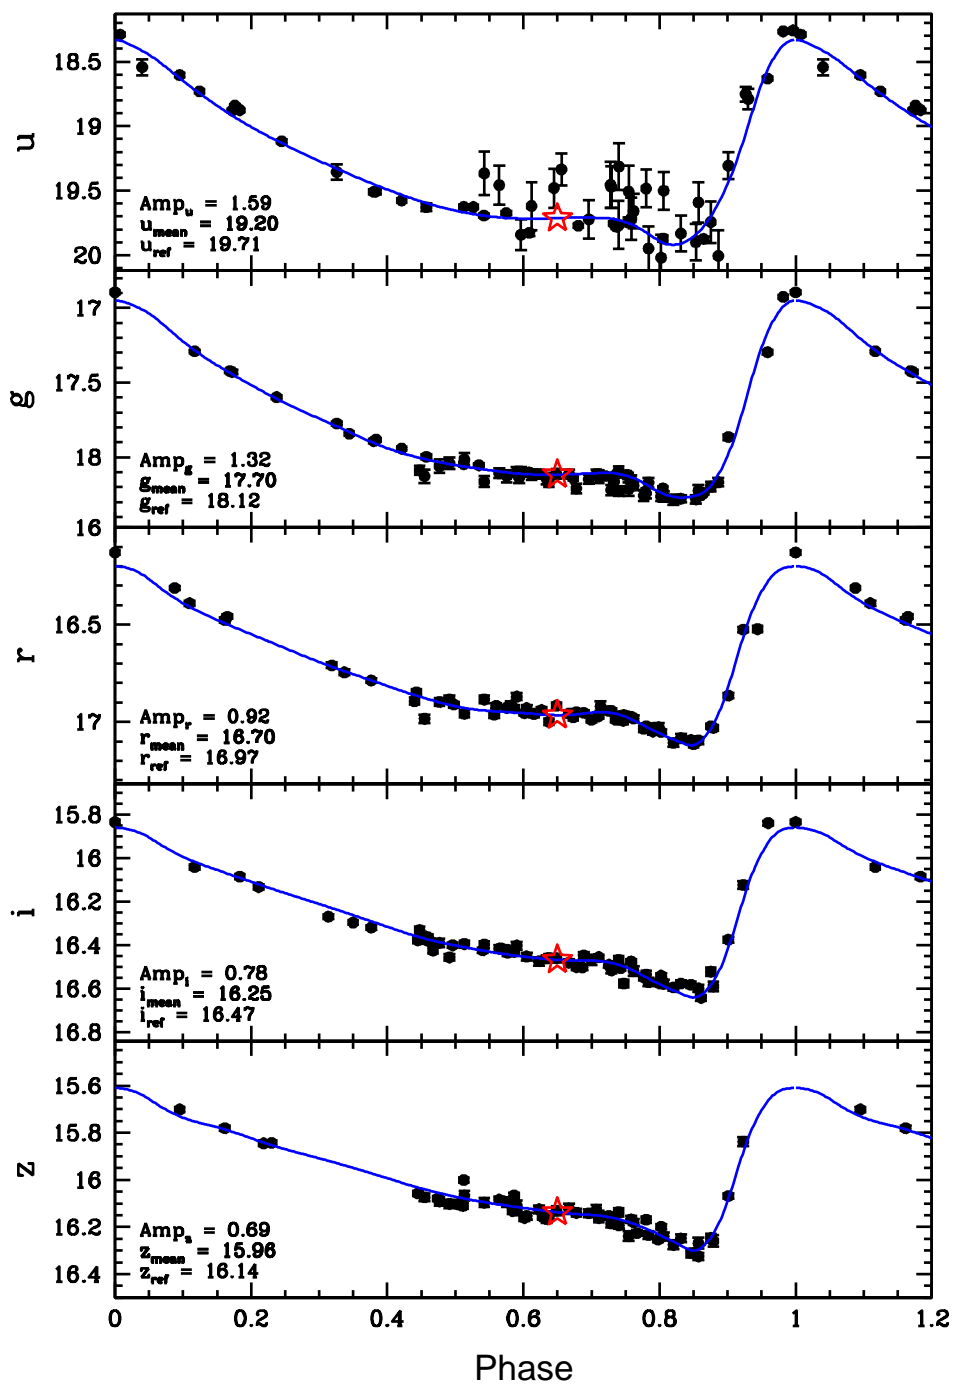 18.5
19
19.5
20
u
Amp_u = 1.59
u_mean = 19.20
u_ref = 19.71
17
17.5
18
g
Amp_g = 1.32
g_mean = 17.70
g_ref = 18.12
16
16.5
17
r
Amp_r = 0.92
r_mean = 16.70
r_ref = 16.97
15.8
16
16.2
16.4
16.6
16.8
i
Amp_i = 0.78
i_mean = 16.25
i_ref = 16.47
15.6
15.8
16
16.2
16.4
z
Amp_z = 0.69
z_mean = 15.96
z_ref = 16.14
0 0.2 0.4 0.6 0.8 1 1.2
Phase